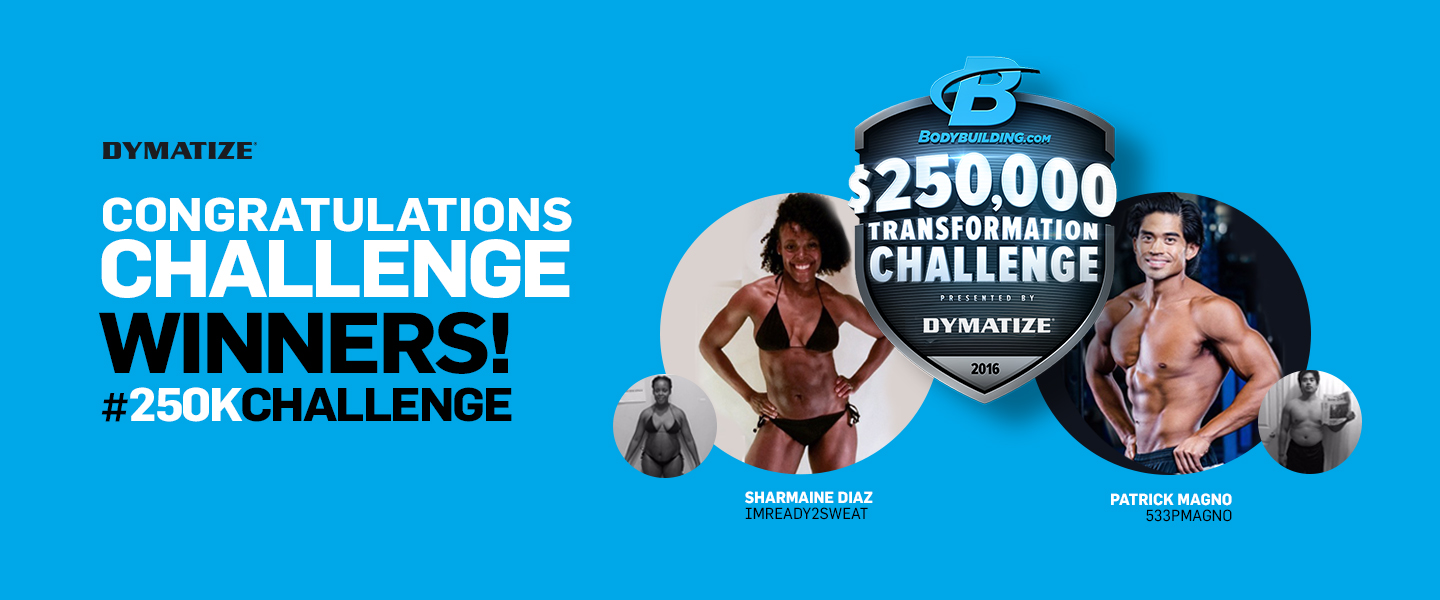 DYMATIZE
CONGRATULATIONS
CHALLENGE
WINNERS!
#250KCHALLENGE
B
BODYBUILDING.COM
$250,000
TRANSFORMATION
CHALLENGE
PRESENTED BY
DYMATIZE
2016
SHARMAINE DIAZ
IMREADY2SWEAT
PATRICK MAGNO
533PMAGNO